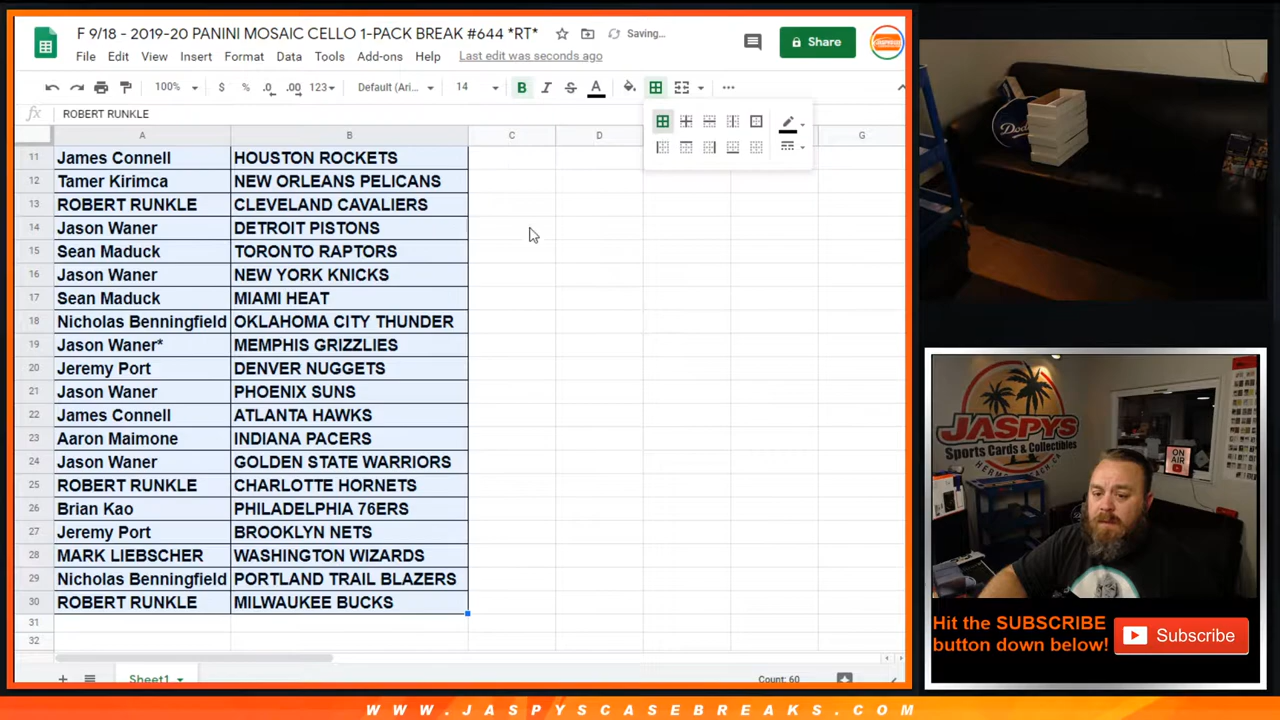 F 9/18 - 2019-20 PANINI MOSAIC CELLO 1-PACK BREAK #644 *RT* Saving...
File Edit View Insert Format Data Tools Add-ons Help Last edit was seconds ago
Share
100% $ % .0 .00 123 Default (Ari... 14 B I S A
fx ROBERT RUNKLE
A B C D E F G
11 James Connell HOUSTON ROCKETS
12 Tamer Kirimca NEW ORLEANS PELICANS
13 ROBERT RUNKLE CLEVELAND CAVALIERS
14 Jason Waner DETROIT PISTONS
15 Sean Maduck TORONTO RAPTORS
16 Jason Waner NEW YORK KNICKS
17 Sean Maduck MIAMI HEAT
18 Nicholas Benningfield OKLAHOMA CITY THUNDER
19 Jason Waner* MEMPHIS GRIZZLIES
20 Jeremy Port DENVER NUGGETS
21 Jason Waner PHOENIX SUNS
22 James Connell ATLANTA HAWKS
23 Aaron Maimone INDIANA PACERS
24 Jason Waner GOLDEN STATE WARRIORS
25 ROBERT RUNKLE CHARLOTTE HORNETS
26 Brian Kao PHILADELPHIA 76ERS
27 Jeremy Port BROOKLYN NETS
28 MARK LIEBSCHER WASHINGTON WIZARDS
29 Nicholas Benningfield PORTLAND TRAIL BLAZERS
30 ROBERT RUNKLE MILWAUKEE BUCKS
31
32
Sheet1 Count: 60
Dodgers
JASPYS
Sports Cards & Collectibles
ON AIR
Hit the SUBSCRIBE
button down below!
Subscribe
WWW.JASPYSCASEBREAKS.COM